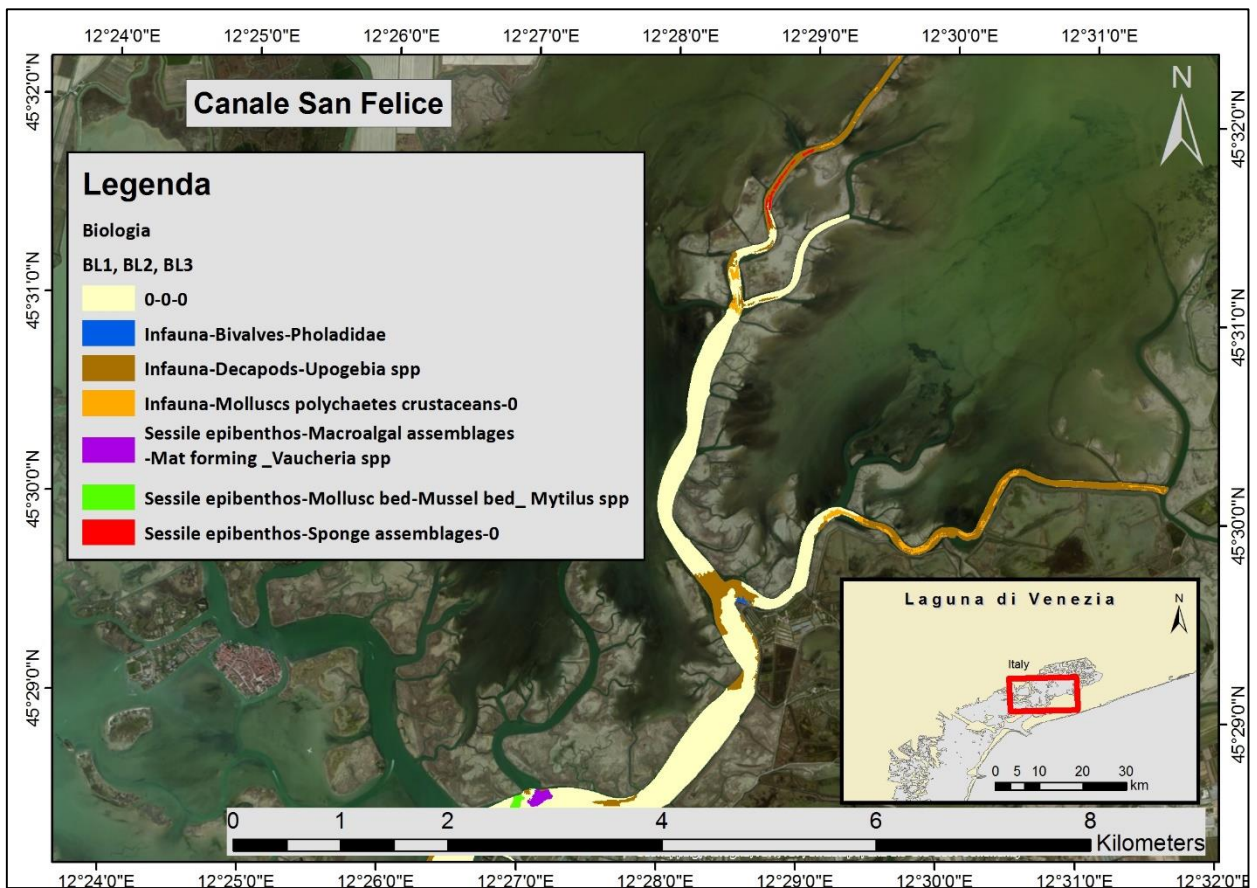 12°24'0"E 12°25'0"E 12°26'0"E 12°27'0"E 12°28'0"E 12°29'0"E 12°30'0"E 12°31'0"E
45°32'0"N
45°31'0"N
45°30'0"N
45°29'0"N
Canale San Felice
N
Legenda
Biologia
BL1, BL2, BL3
0-0-0
Infauna-Bivalves-Pholadidae
Infauna-Decapods-Upogebia spp
Infauna-Molluscs polychaetes crustaceans-0
Sessile epibenthos-Macroalgal assemblages
-Mat forming _Vaucheria spp
Sessile epibenthos-Mollusc bed-Mussel bed_ Mytilus spp
Sessile epibenthos-Sponge assemblages-0
45°32'0"N
45°31'0"N
45°30'0"N
45°29'0"N
Laguna di Venezia
N
Italy
0 5 10 20 30
km
0 1 2 4 6 8
Kilometers
12°24'0"E 12°25'0"E 12°26'0"E 12°27'0"E 12°28'0"E 12°29'0"E 12°30'0"E 12°31'0"E 12°32'0"E